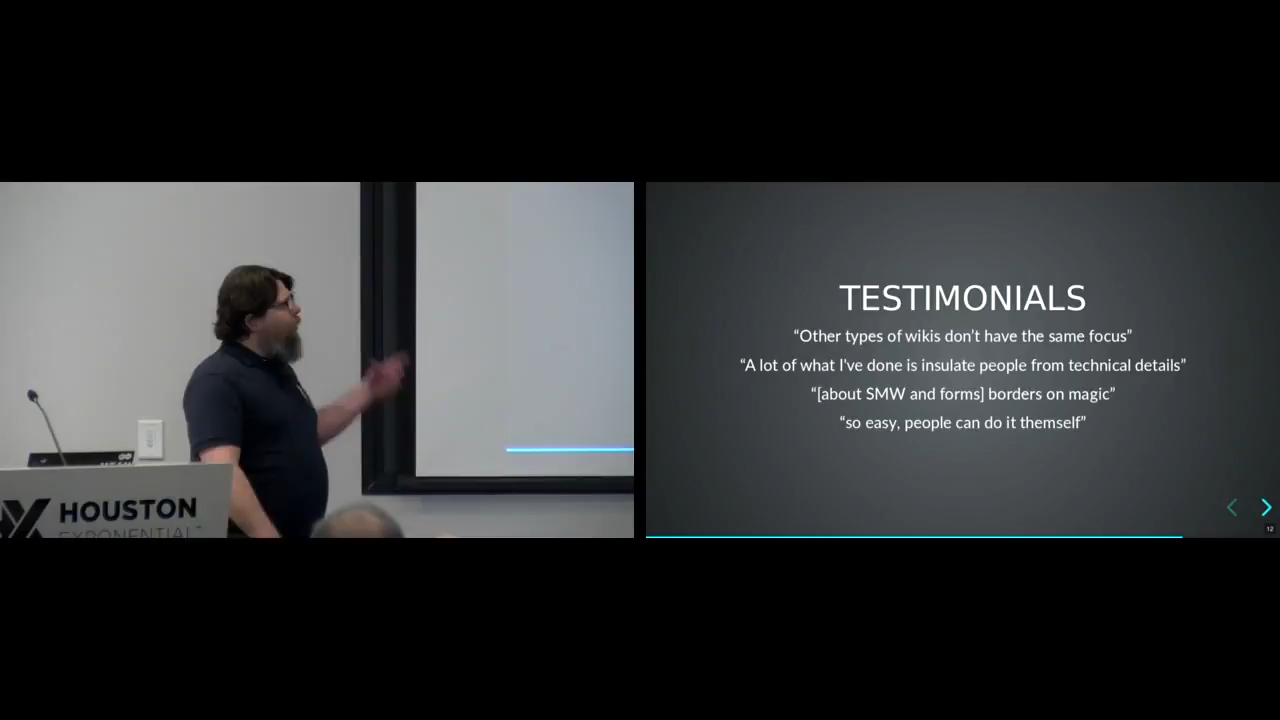 HOUSTON
EXPONENTIAL
TESTIMONIALS
“Other types of wikis don’t have the same focus”
“A lot of what I've done is insulate people from technical details”
“[about SMW and forms] borders on magic”
“so easy, people can do it themself”
12